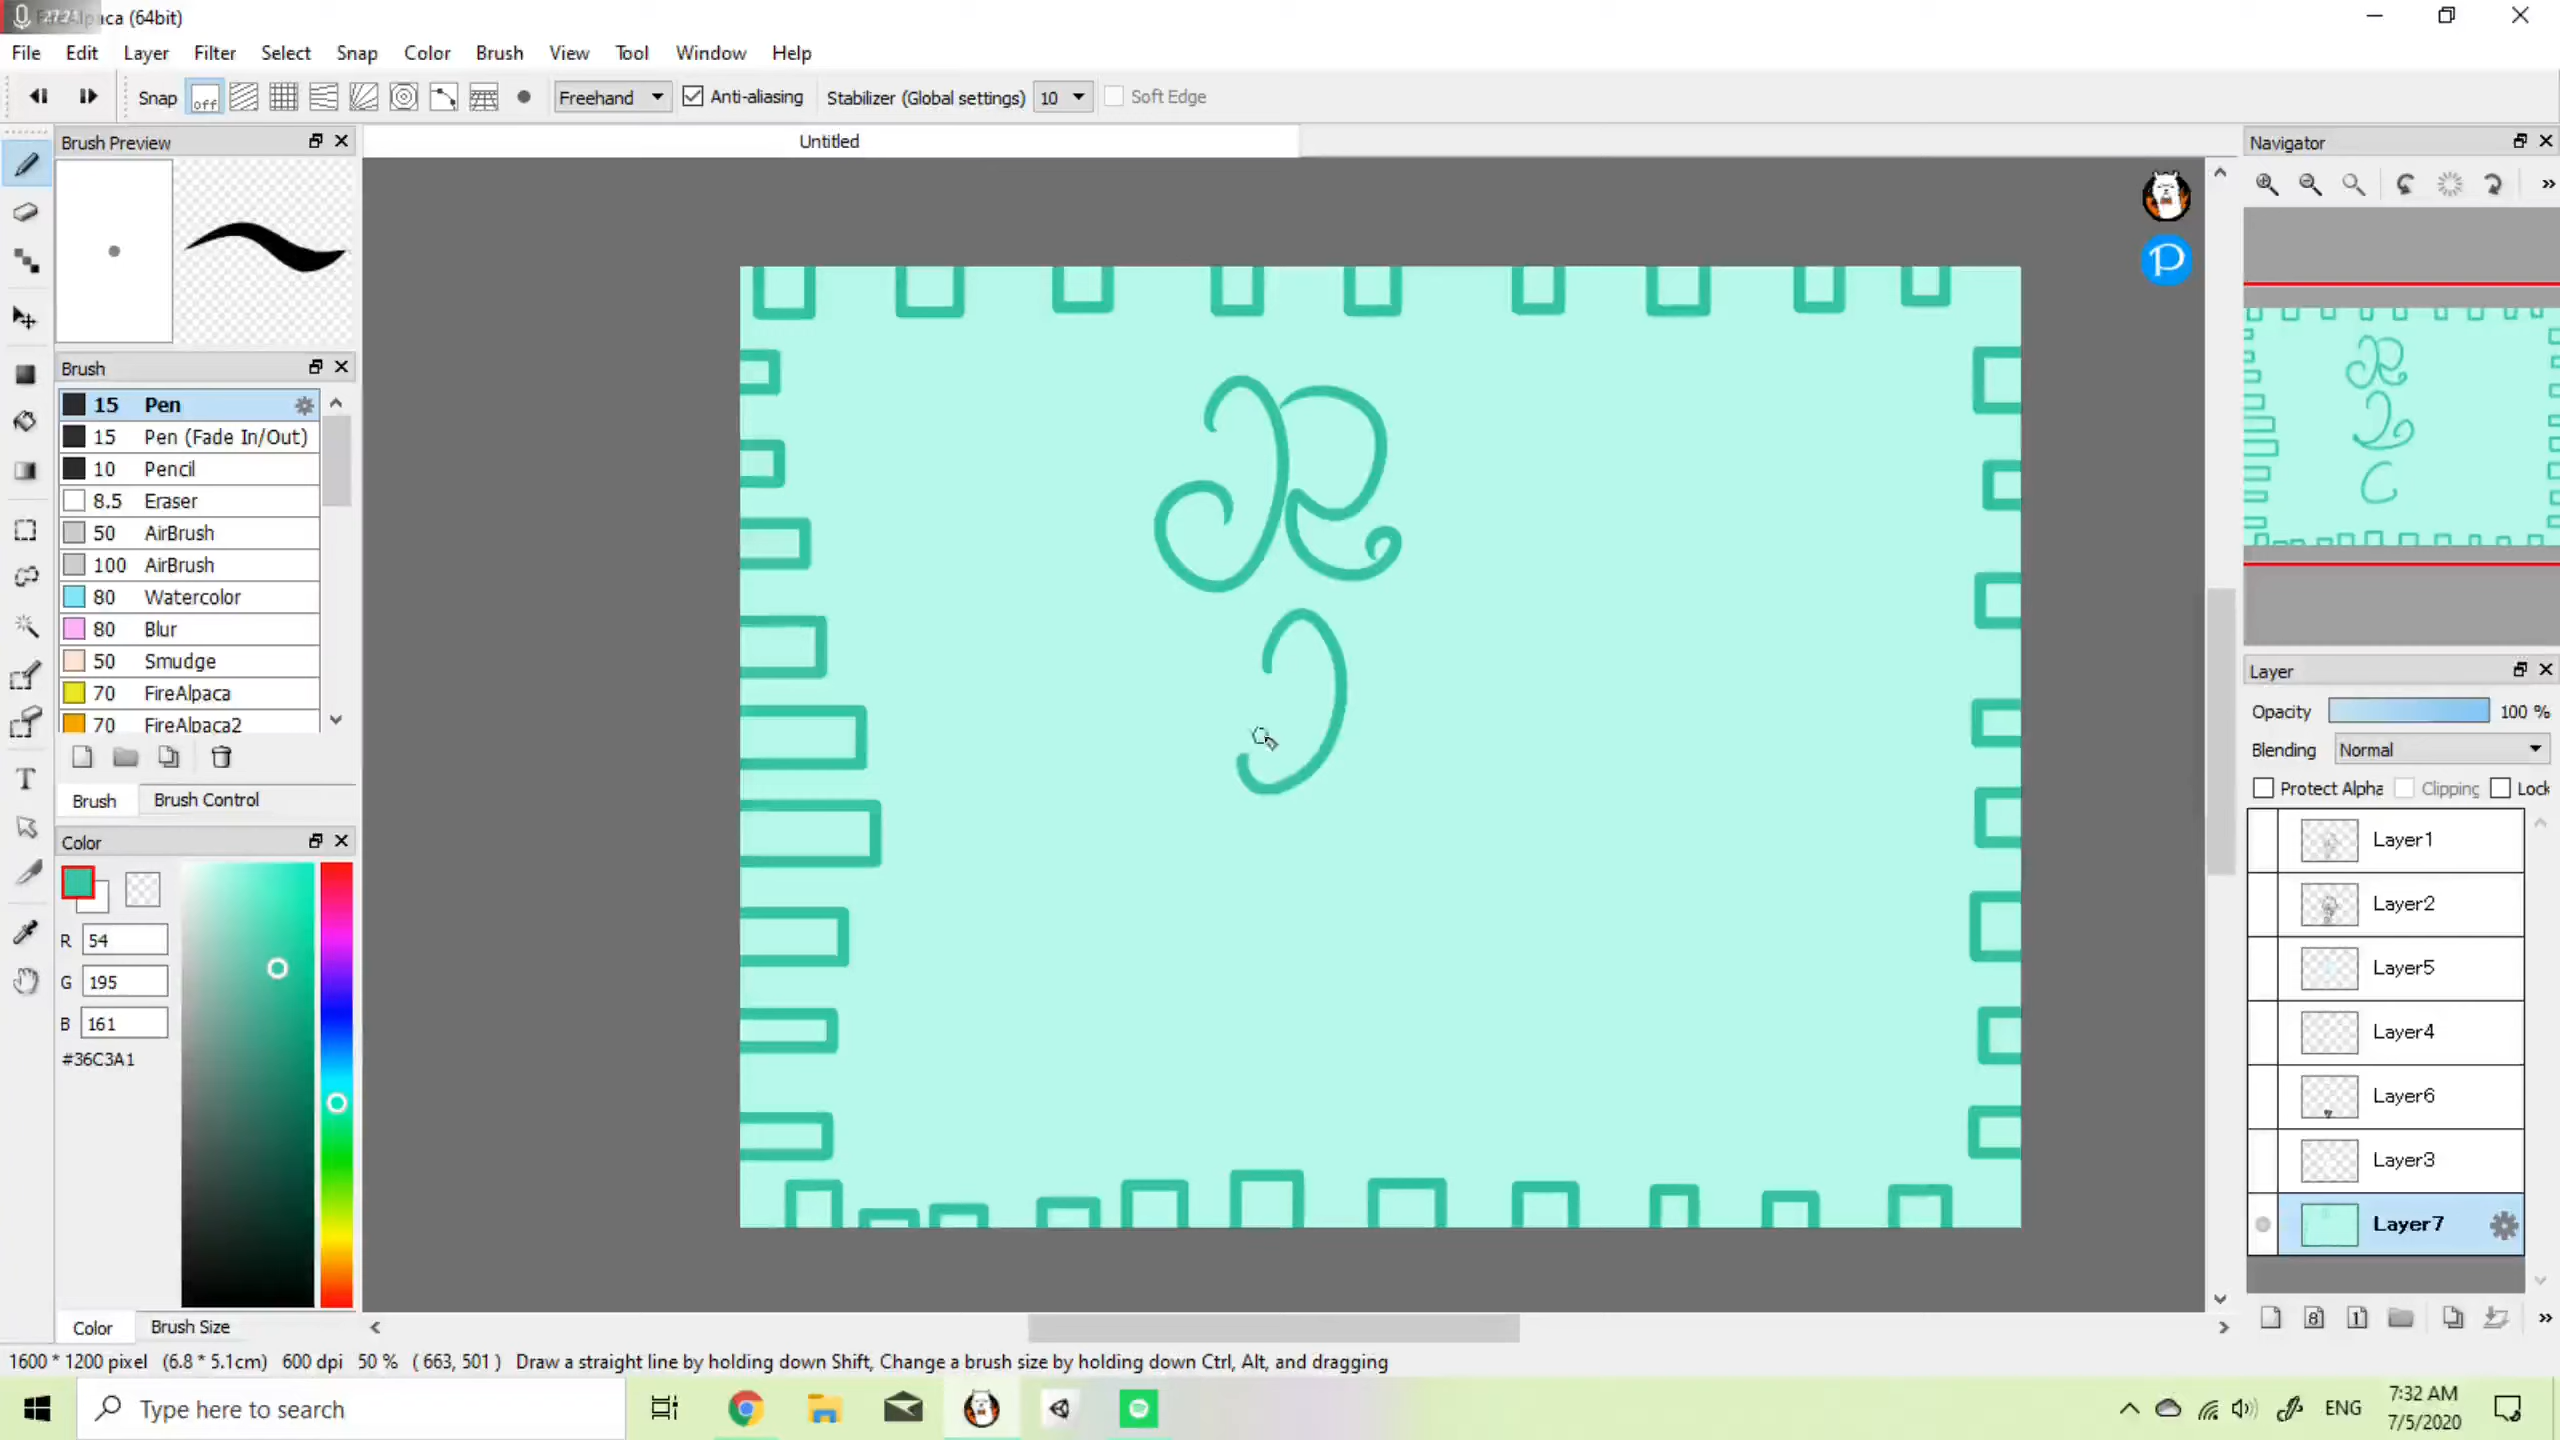 27:21 FireAlpaca (64bit)
File Edit Layer Filter Select Snap Color Brush View Tool Window Help
Snap off Freehand Anti-aliasing Stabilizer (Global settings) 10 Soft Edge
Untitled
Brush Preview
Brush
15 Pen
15 Pen (Fade In/Out)
10 Pencil
8.5 Eraser
50 AirBrush
100 AirBrush
80 Watercolor
80 Blur
50 Smudge
70 FireAlpaca
70 FireAlpaca2
Brush Brush Control
Color
R 54
G 195
B 161
#36C3A1
Color Brush Size
R
P
Navigator
Layer
Opacity 100 %
Blending Normal
Protect Alpha Clipping Lock
Layer1
Layer2
Layer5
Layer4
Layer6
Layer3
Layer7
8 1
1600 * 1200 pixel (6.8 * 5.1cm) 600 dpi 50 % ( 663, 501 ) Draw a straight line by holding down Shift, Change a brush size by holding down Ctrl, Alt, and dragging
Type here to search
ENG
7:32 AM
7/5/2020